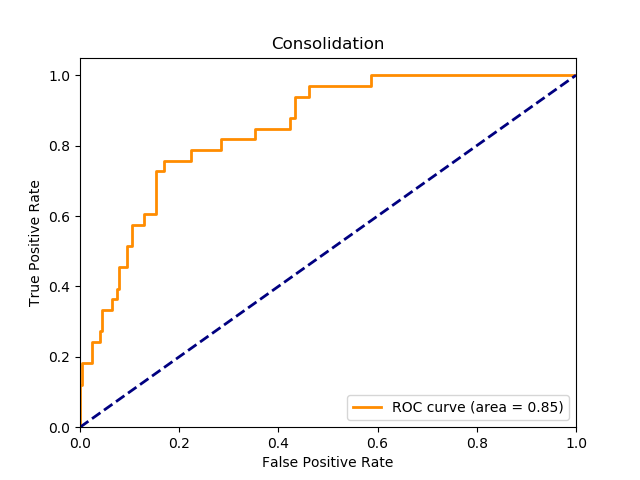 Consolidation
True Positive Rate
1.0
0.8
0.6
0.4
0.2
0.0
0.0 0.2 0.4 0.6 0.8 1.0
False Positive Rate
ROC curve (area = 0.85)